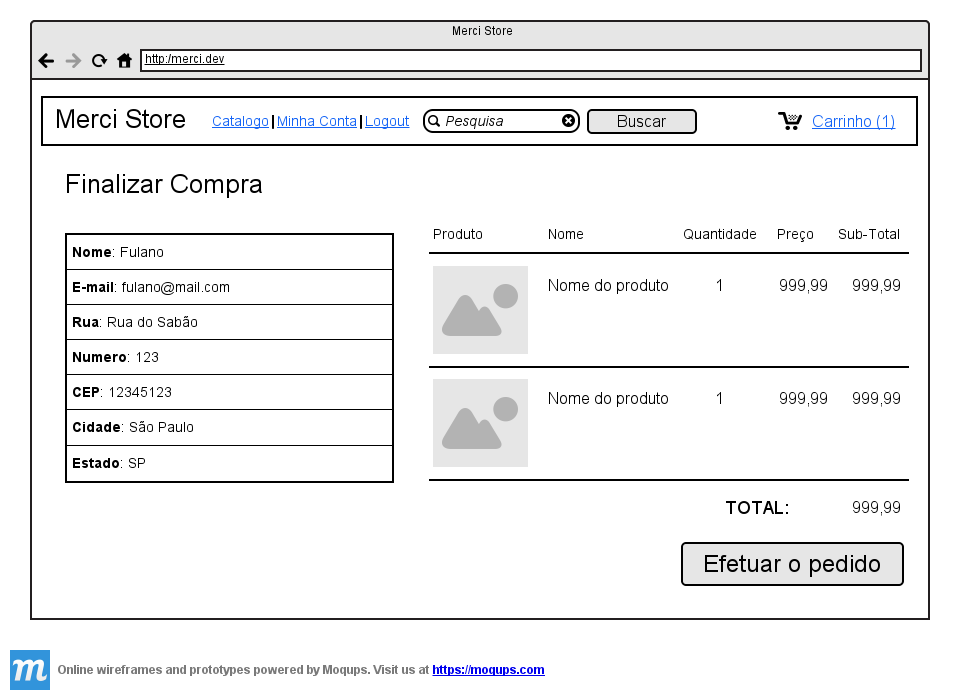 Merci Store
http:/merci.dev
Merci Store Catalogo | Minha Conta | Logout Pesquisa Buscar Carrinho (1)
Finalizar Compra
Nome: Fulano
E-mail: fulano@mail.com
Rua: Rua do Sabão
Numero: 123
CEP: 12345123
Cidade: São Paulo
Estado: SP
Produto Nome Quantidade Preço Sub-Total
Nome do produto 1 999,99 999,99
Nome do produto 1 999,99 999,99
TOTAL: 999,99
Efetuar o pedido
m Online wireframes and prototypes powered by Moqups. Visit us at https://moqups.com